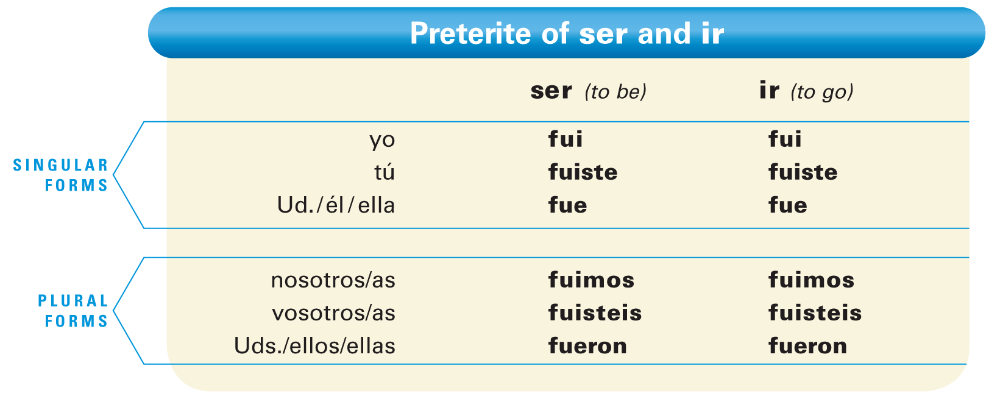 Preterite of ser and ir
ser (to be) ir (to go)
SINGULAR FORMS
yo fui fui
tú fuiste fuiste
Ud./él/ella fue fue
PLURAL FORMS
nosotros/as fuimos fuimos
vosotros/as fuisteis fuisteis
Uds./ellos/ellas fueron fueron